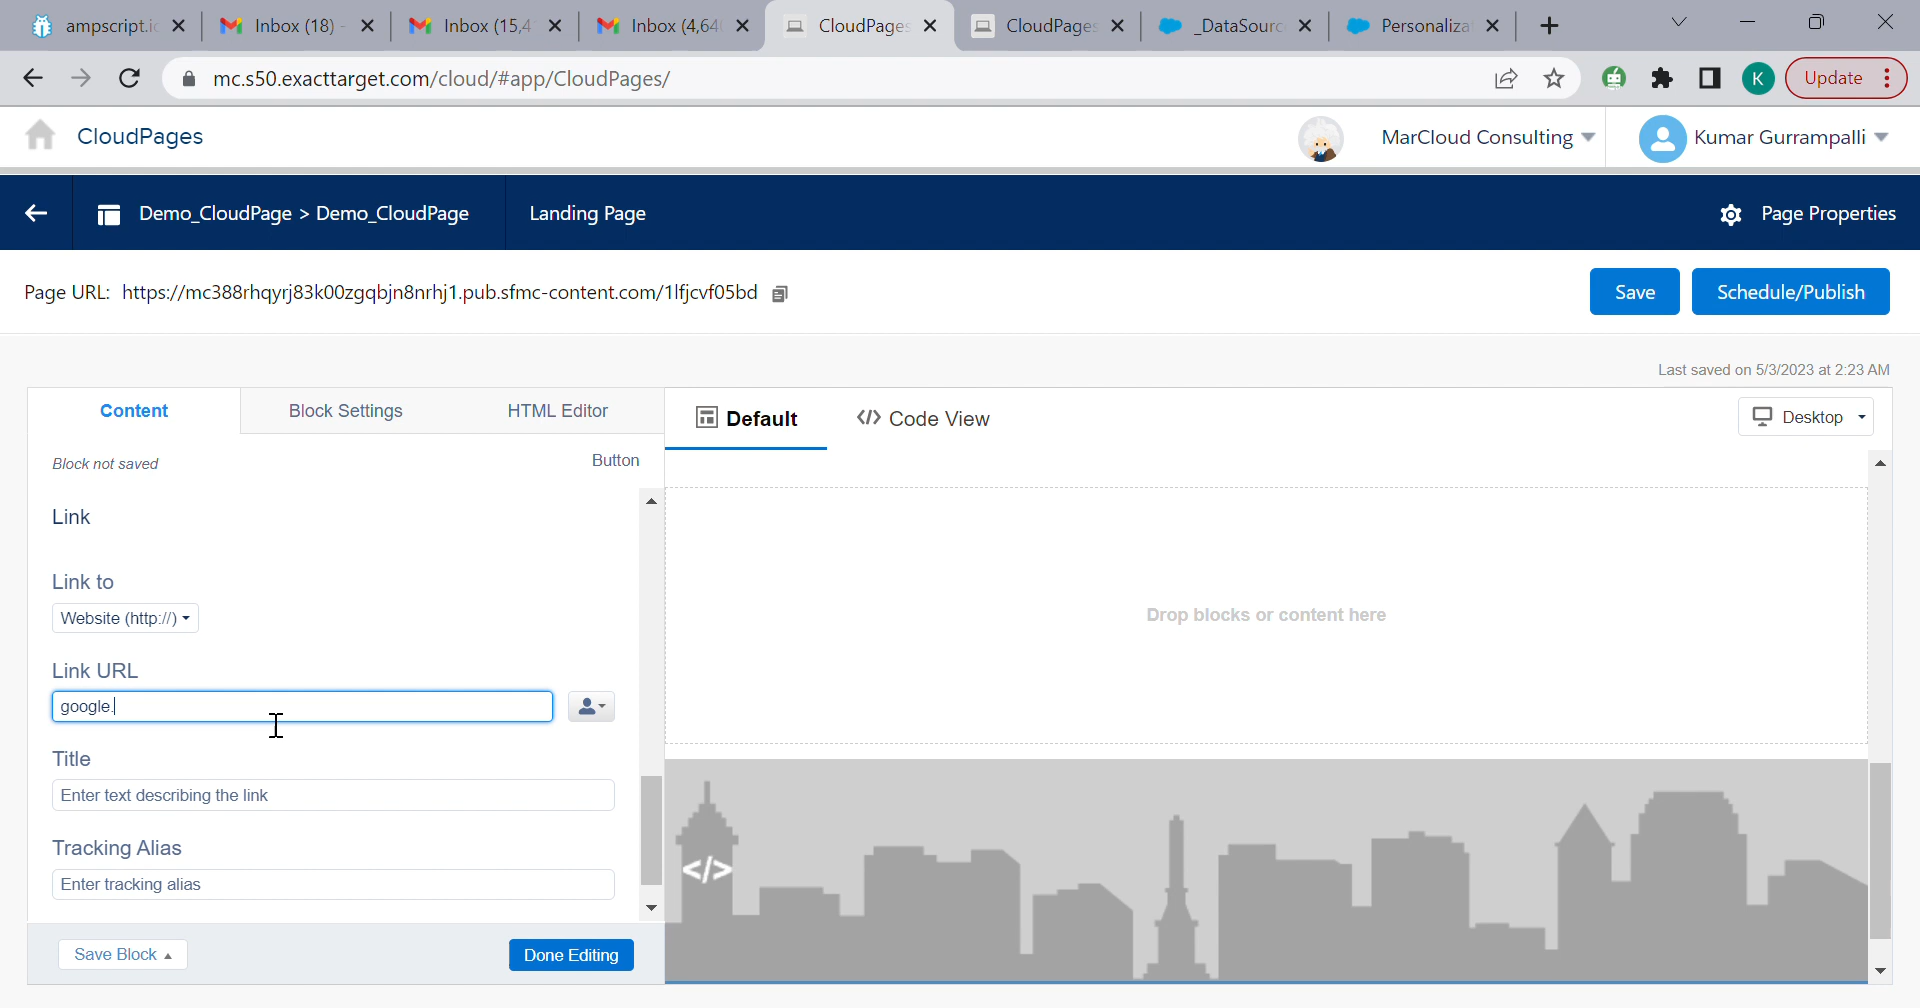 ampscript.i
Inbox (18) -
Inbox (15,4
Inbox (4,64
CloudPages
CloudPages
_DataSourc
Personaliza
mc.s50.exacttarget.com/cloud/#app/CloudPages/
K
Update
CloudPages
MarCloud Consulting
Kumar Gurrampalli
Demo_CloudPage > Demo_CloudPage
Landing Page
Page Properties
Page URL: https://mc388rhqyrj83k00zgqbjn8nrhj1.pub.sfmc-content.com/1lfjcvf05bd
Save
Schedule/Publish
Last saved on 5/3/2023 at 2:23 AM
Content
Block Settings
HTML Editor
Default
</> Code View
Desktop
Block not saved
Button
Link
Link to
Website (http://)
Link URL
google.
Title
Enter text describing the link
Tracking Alias
Enter tracking alias
Save Block
Done Editing
Drop blocks or content here
</>